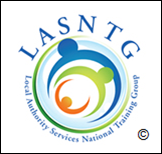 LASNTG
Local Authority Services National Training Group
©